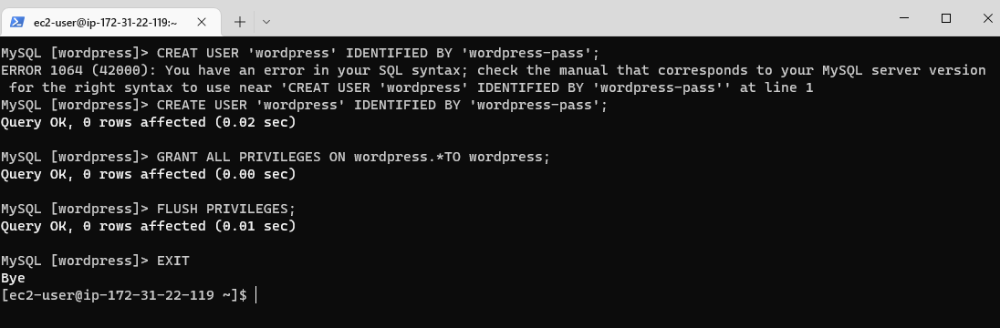 ec2-user@ip-172-31-22-119:~
MySQL [wordpress]> CREAT USER 'wordpress' IDENTIFIED BY 'wordpress-pass';
ERROR 1064 (42000): You have an error in your SQL syntax; check the manual that corresponds to your MySQL server version
for the right syntax to use near 'CREAT USER 'wordpress' IDENTIFIED BY 'wordpress-pass'' at line 1
MySQL [wordpress]> CREATE USER 'wordpress' IDENTIFIED BY 'wordpress-pass';
Query OK, 0 rows affected (0.02 sec)
MySQL [wordpress]> GRANT ALL PRIVILEGES ON wordpress.*TO wordpress;
Query OK, 0 rows affected (0.00 sec)
MySQL [wordpress]> FLUSH PRIVILEGES;
Query OK, 0 rows affected (0.01 sec)
MySQL [wordpress]> EXIT
Bye
[ec2-user@ip-172-31-22-119 ~]$